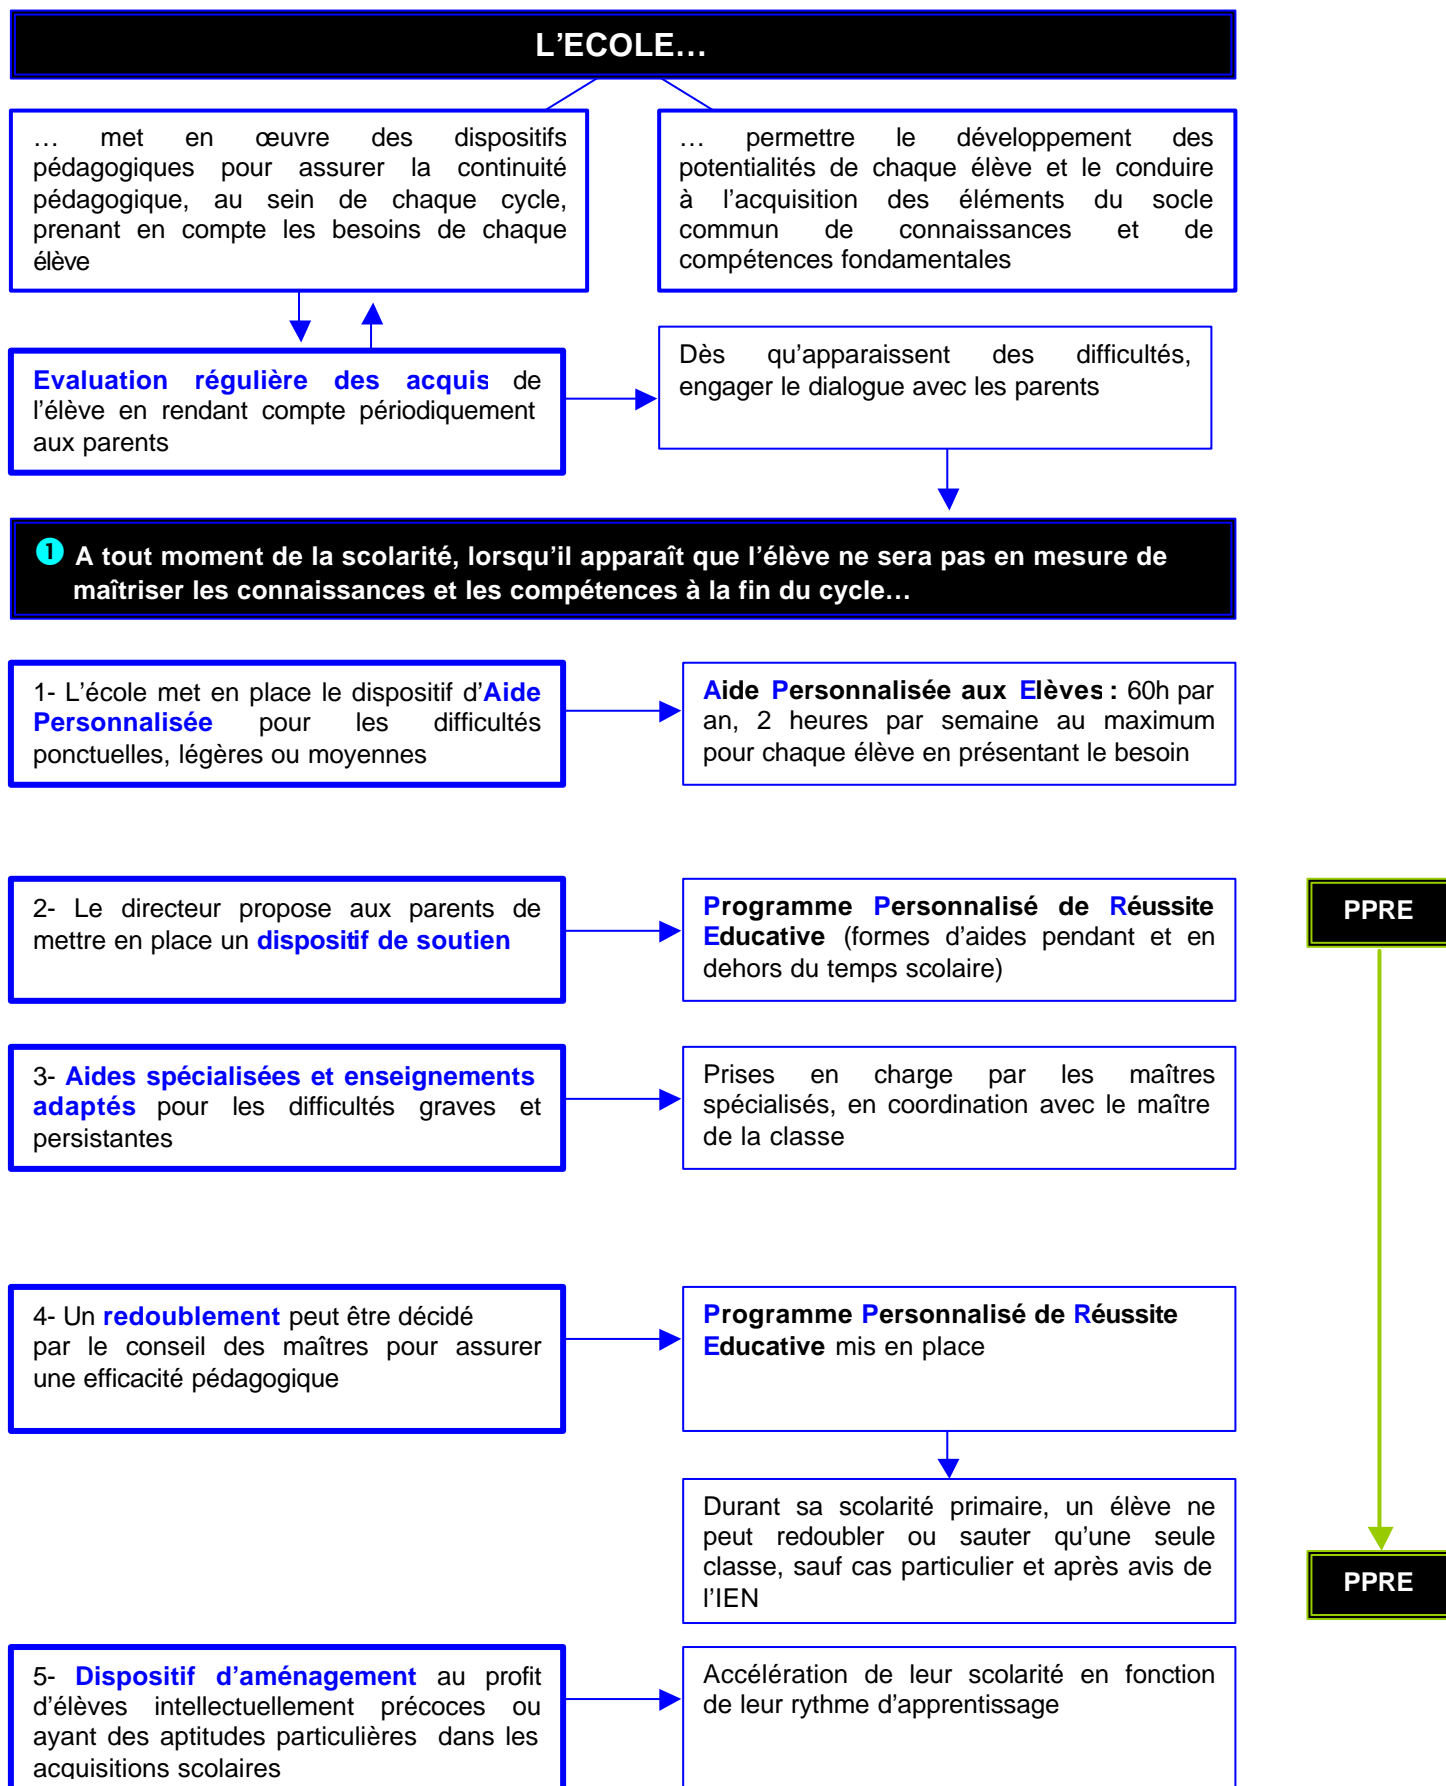 L’ECOLE…
… met en œuvre des dispositifs
pédagogiques pour assurer la continuité
pédagogique, au sein de chaque cycle,
prenant en compte les besoins de chaque
élève
… permettre le développement des
potentialités de chaque élève et le conduire
à l’acquisition des éléments du socle
commun de connaissances et de
compétences fondamentales
Evaluation régulière des acquis de
l’élève en rendant compte périodiquement
aux parents
Dès qu’apparaissent des difficultés,
engager le dialogue avec les parents
❶ A tout moment de la scolarité, lorsqu’il apparaît que l’élève ne sera pas en mesure de
maîtriser les connaissances et les compétences à la fin du cycle…
1- L’école met en place le dispositif d’Aide
Personnalisée pour les difficultés
ponctuelles, légères ou moyennes
Aide Personnalisée aux Elèves : 60h par
an, 2 heures par semaine au maximum
pour chaque élève en présentant le besoin
2- Le directeur propose aux parents de
mettre en place un dispositif de soutien
Programme Personnalisé de Réussite
Educative (formes d’aides pendant et en
dehors du temps scolaire)
PPRE
3- Aides spécialisées et enseignements
adaptés pour les difficultés graves et
persistantes
Prises en charge par les maîtres
spécialisés, en coordination avec le maître
de la classe
4- Un redoublement peut être décidé
par le conseil des maîtres pour assurer
une efficacité pédagogique
Programme Personnalisé de Réussite
Educative mis en place
Durant sa scolarité primaire, un élève ne
peut redoubler ou sauter qu’une seule
classe, sauf cas particulier et après avis de
l’IEN
PPRE
5- Dispositif d’aménagement au profit
d’élèves intellectuellement précoces ou
ayant des aptitudes particulières dans les
acquisitions scolaires
Accélération de leur scolarité en fonction
de leur rythme d’apprentissage